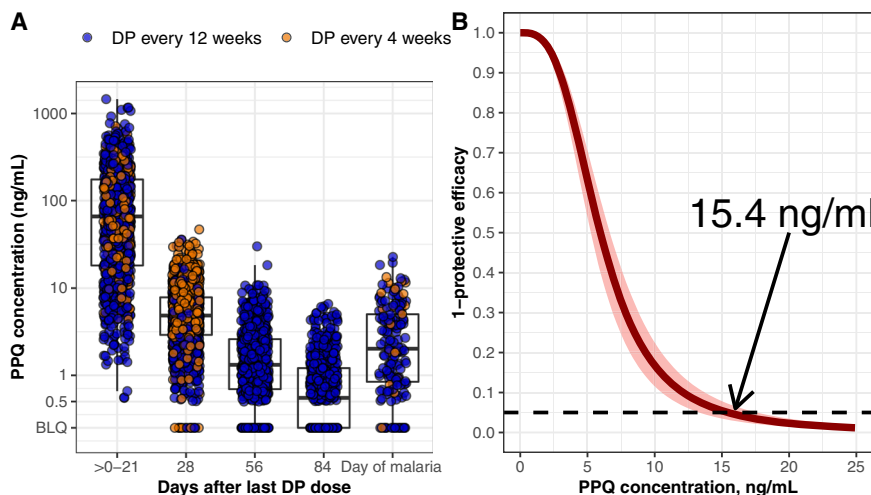 A
DP every 12 weeks
DP every 4 weeks
PPQ concentration (ng/mL)
1000
100
10
1
0.5
BLQ
>0−21
28
56
84
Day of malaria
Days after last DP dose
B
1−protective efficacy
1.0
0.9
0.8
0.7
0.6
0.5
0.4
0.3
0.2
0.1
0.0
15.4 ng/ml
0
5
10
15
20
25
PPQ concentration, ng/mL